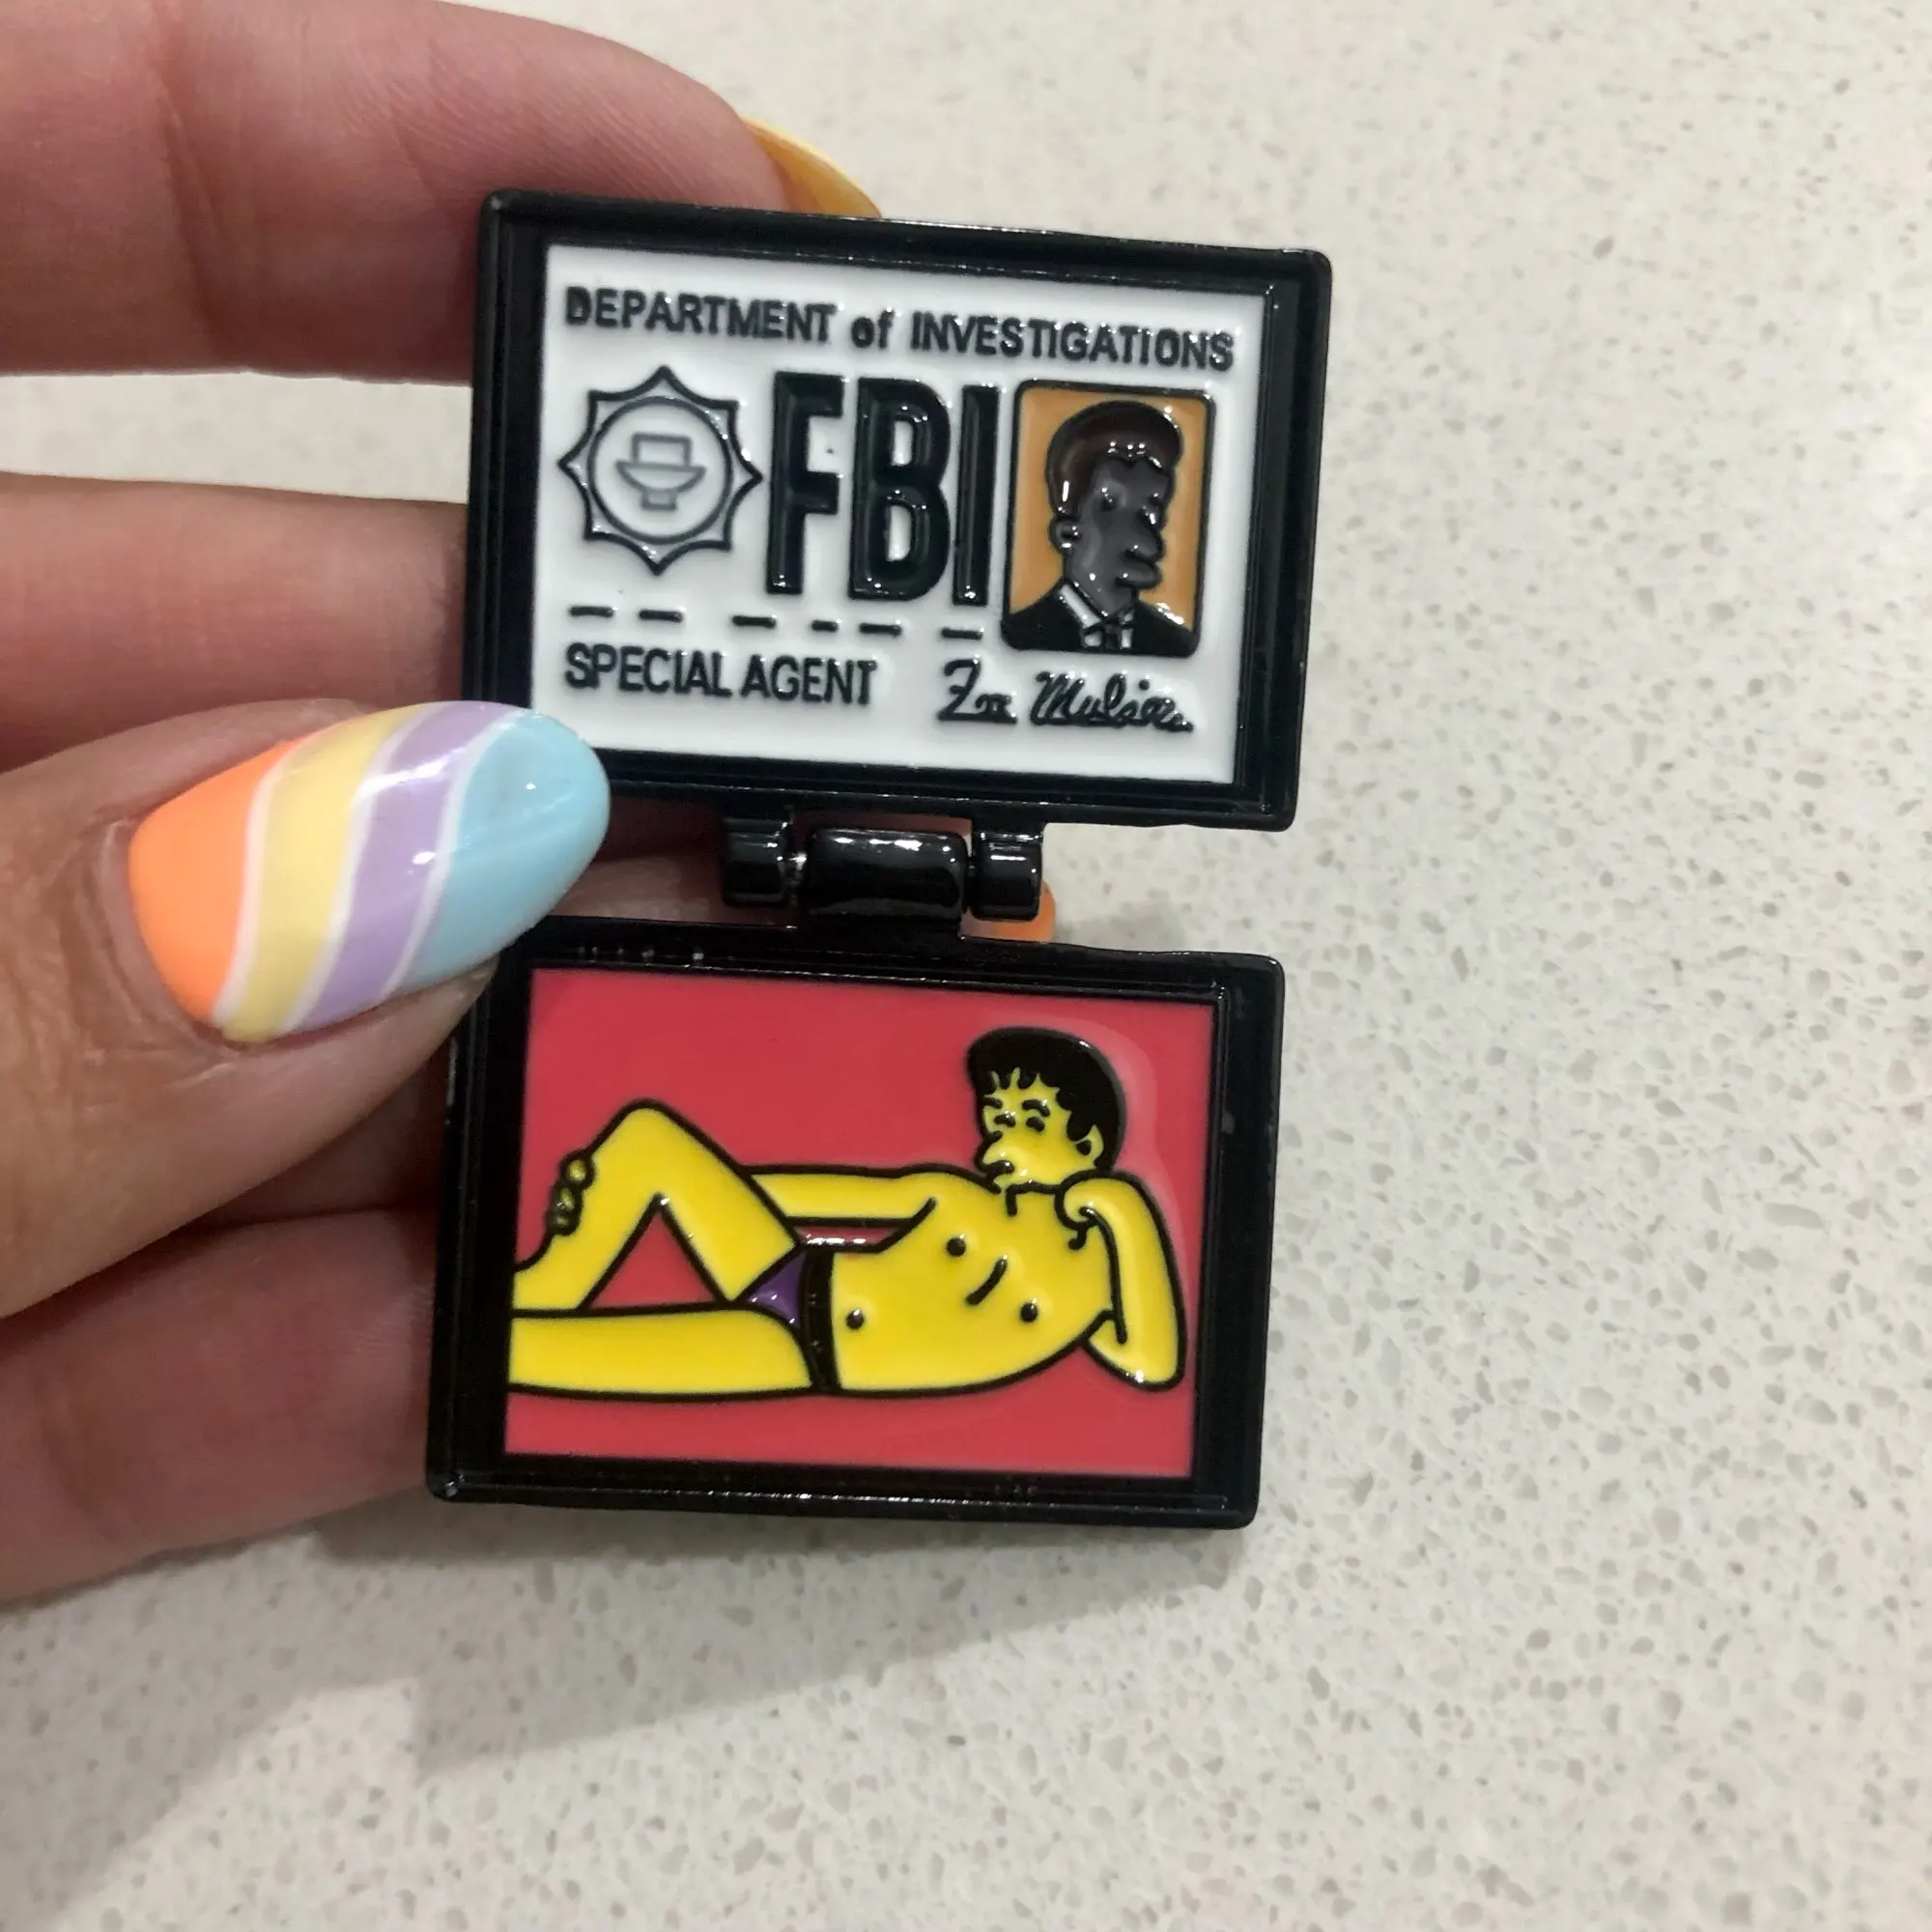 DEPARTMENT of INVESTIGATIONS
FBI
SPECIAL AGENT